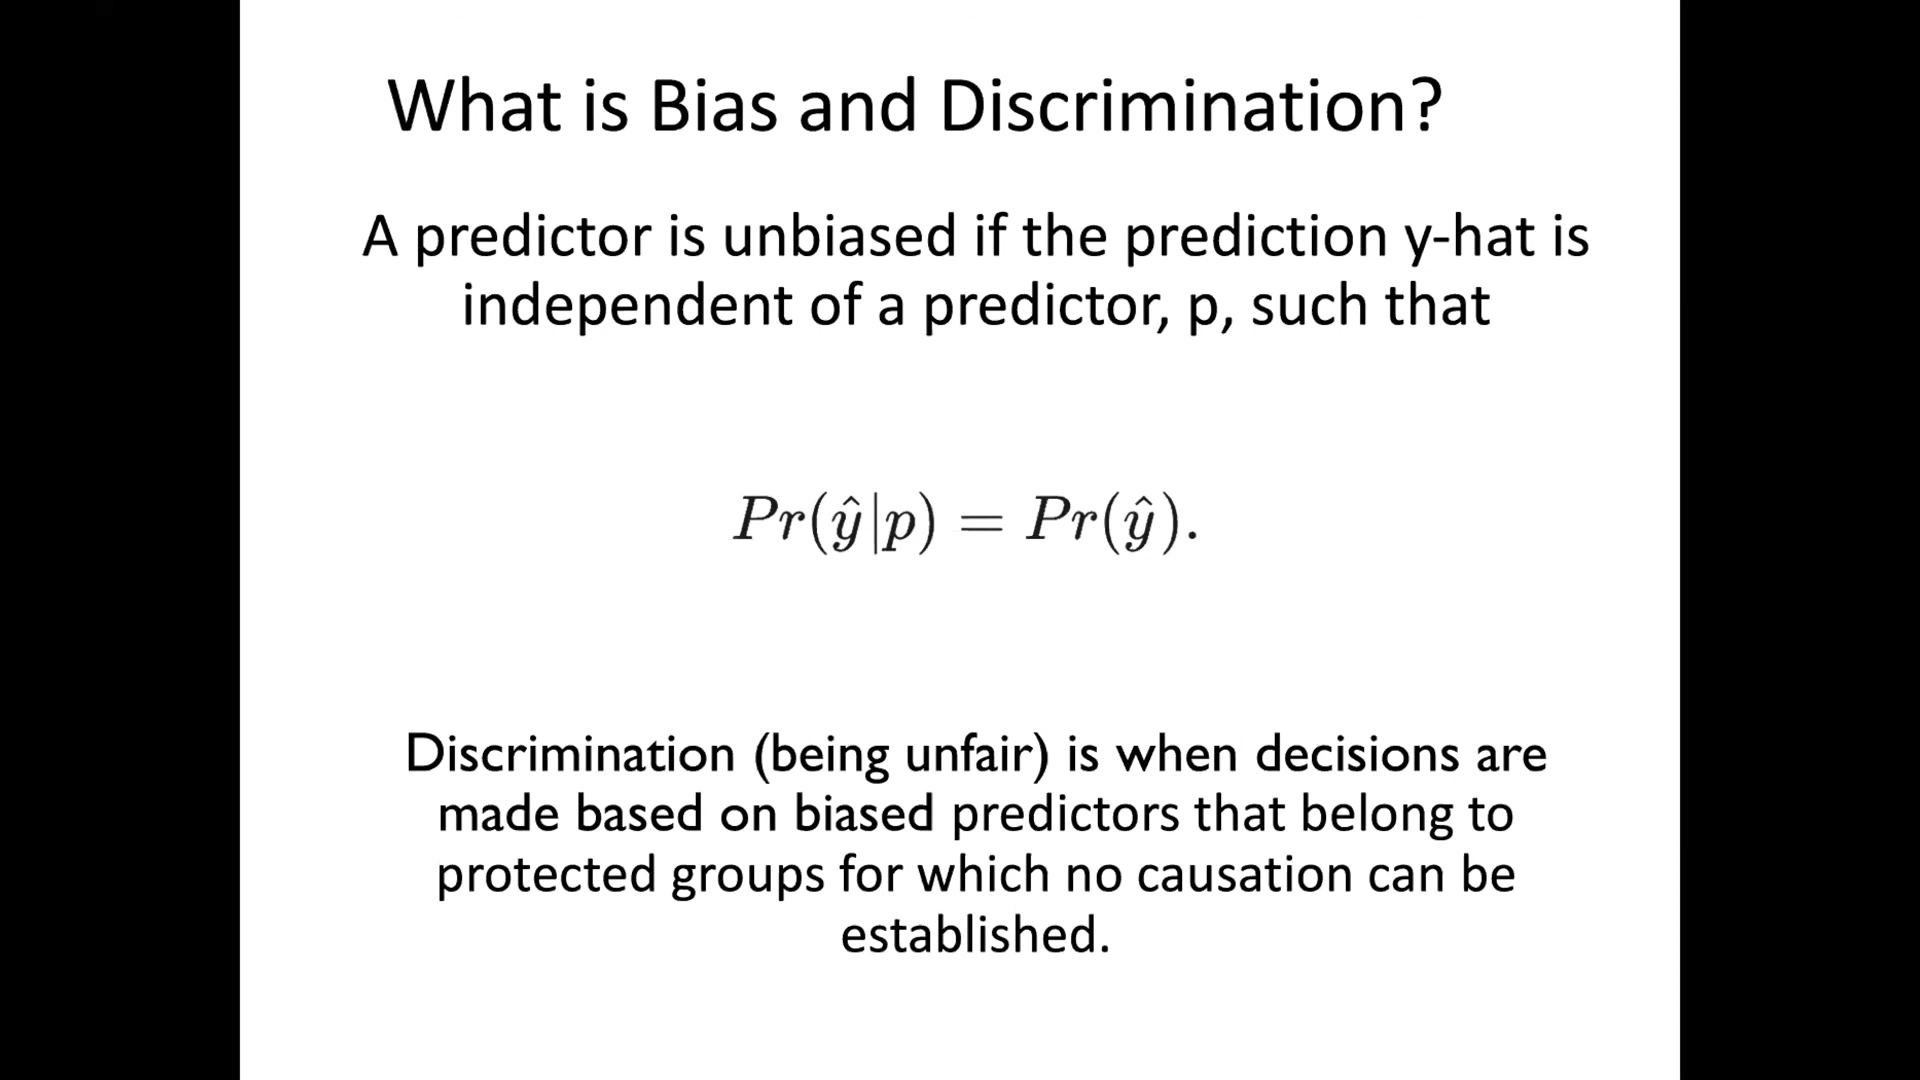 What is Bias and Discrimination?
A predictor is unbiased if the prediction y-hat is
independent of a predictor, p, such that
Pr(ŷ|p) = Pr(ŷ).
Discrimination (being unfair) is when decisions are
made based on biased predictors that belong to
protected groups for which no causation can be
established.